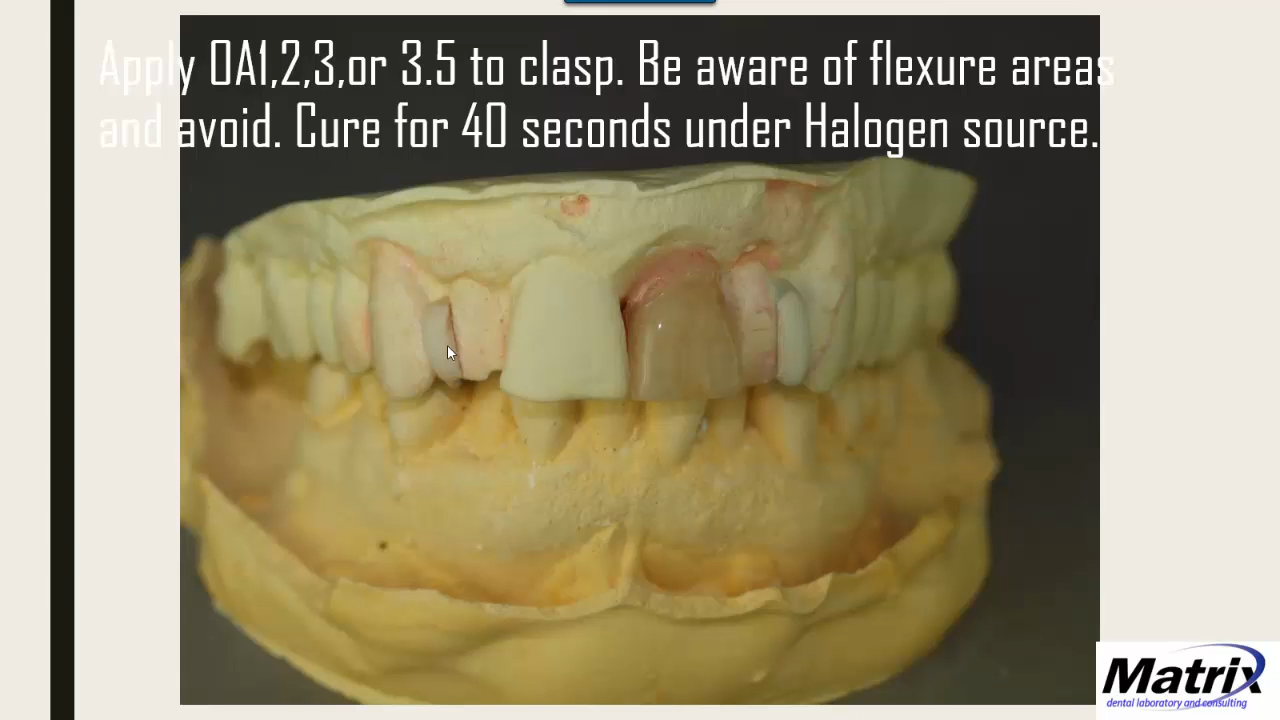 Apply OA1,2,3,or 3.5 to clasp. Be aware of flexure areas
and avoid. Cure for 40 seconds under Halogen source.
Matrix
dental laboratory and consulting